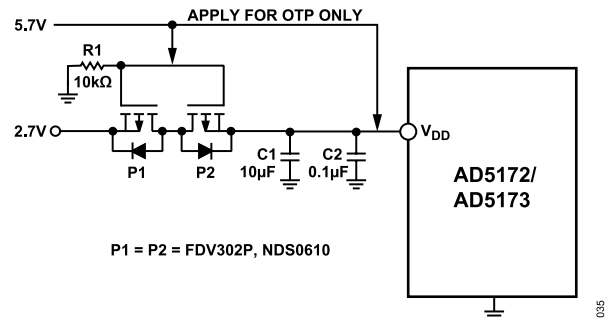 APPLY FOR OTP ONLY
5.7V
R1
10kΩ
2.7V
P1
P2
C1
10µF
C2
0.1µF
VDD
AD5172/
AD5173
P1 = P2 = FDV302P, NDS0610
035